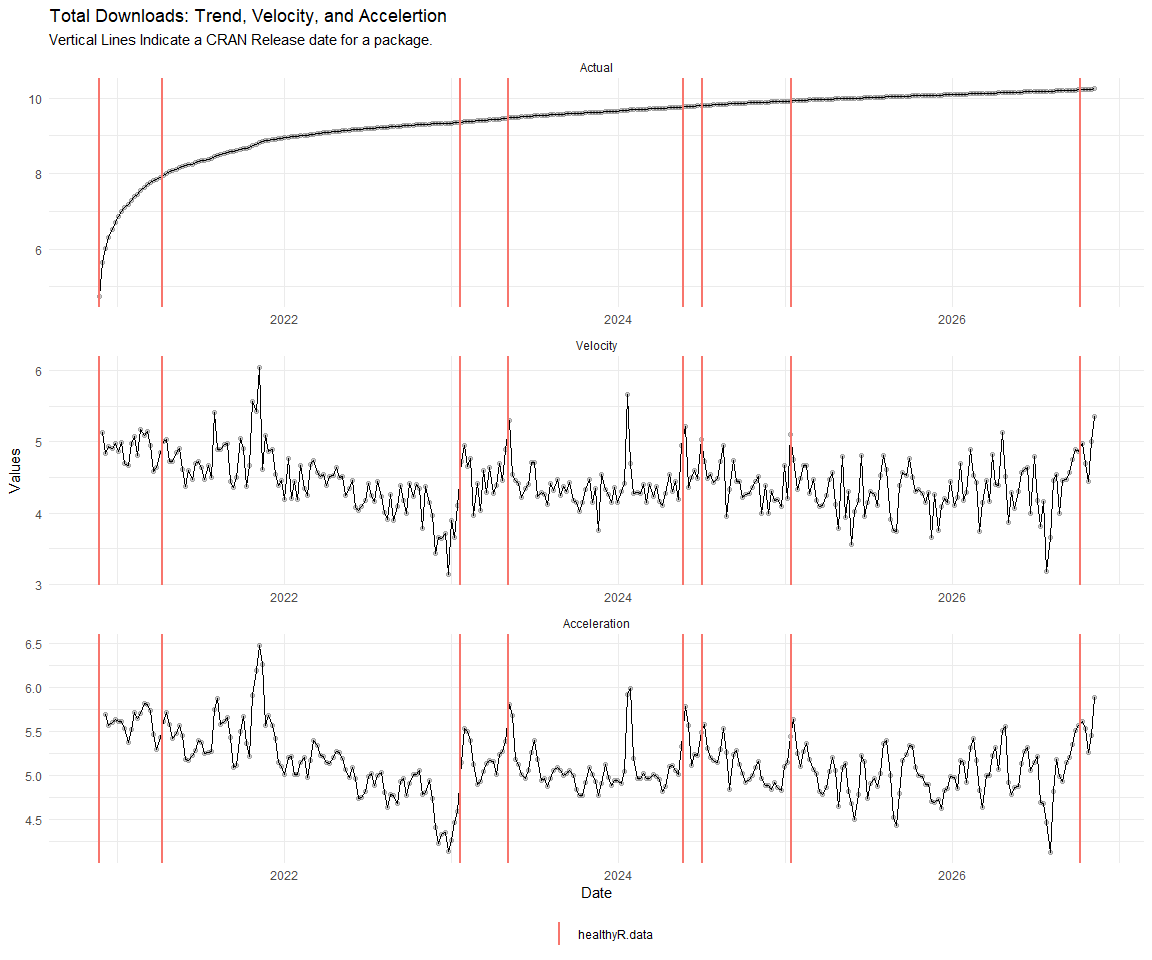 Total Downloads: Trend, Velocity, and Accelertion
Vertical Lines Indicate a CRAN Release date for a package.
Actual
10
8
6
2022
2024
2026
Velocity
6
5
4
3
2022
2024
2026
Values
Acceleration
6.5
6.0
5.5
5.0
4.5
2022
2024
2026
Date
healthyR.data